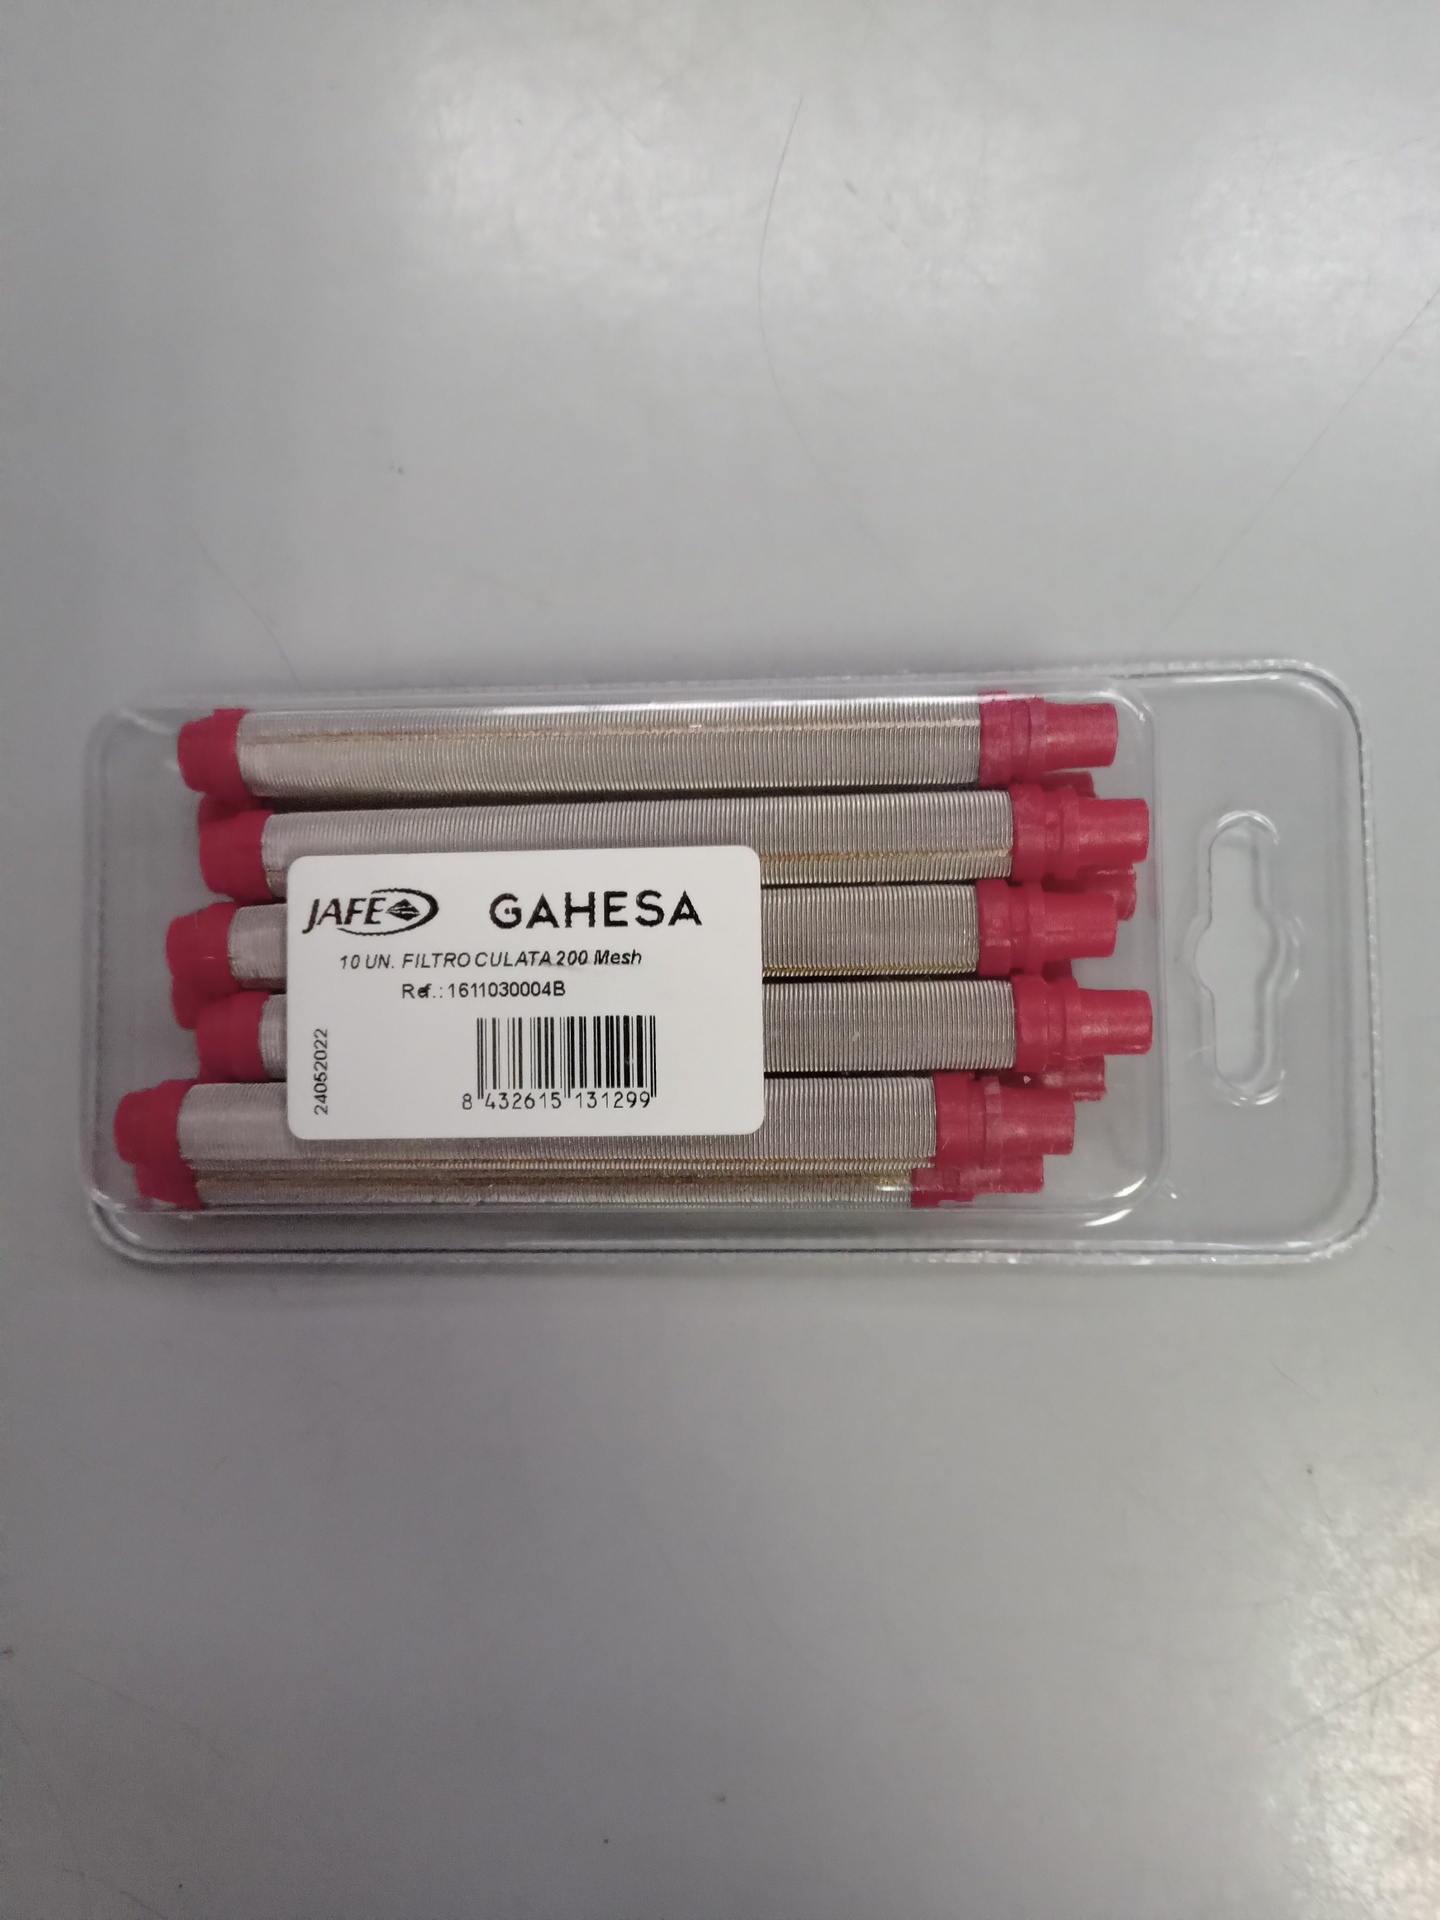 JAFE GAHESA
10 UN. FILTRO CULATA 200 Mesh
Ref.: 1611030004B
24052022
8 432615 131299